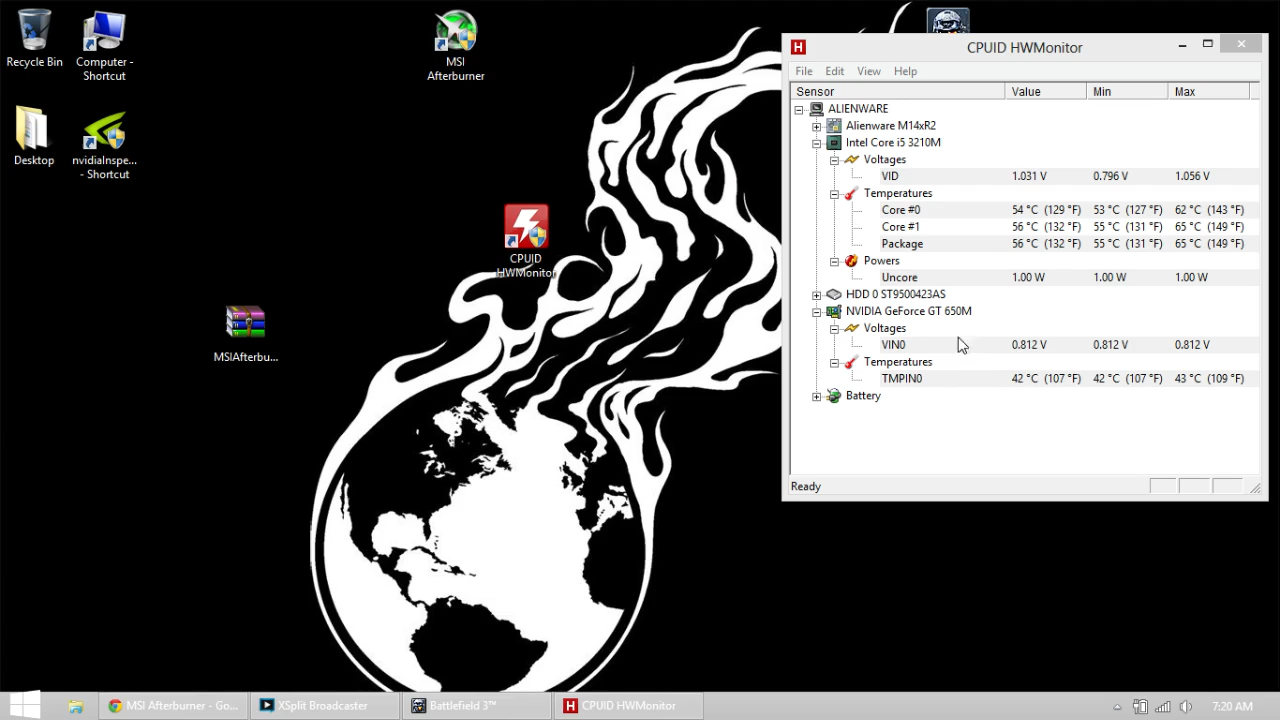 Recycle Bin
Computer -
Shortcut
MSI
Afterburner
Desktop
nvidiaInspe...
- Shortcut
CPUID
HWMonitor
MSIAfterbu...
CPUID HWMonitor
File Edit View Help
Sensor Value Min Max
ALIENWARE
Alienware M14xR2
Intel Core i5 3210M
Voltages
VID 1.031 V 0.796 V 1.056 V
Temperatures
Core #0 54 °C (129 °F) 53 °C (127 °F) 62 °C (143 °F)
Core #1 56 °C (132 °F) 55 °C (131 °F) 65 °C (149 °F)
Package 56 °C (132 °F) 55 °C (131 °F) 65 °C (149 °F)
Powers
Uncore 1.00 W 1.00 W 1.00 W
HDD 0 ST9500423AS
NVIDIA GeForce GT 650M
Voltages
VIN0 0.812 V 0.812 V 0.812 V
Temperatures
TMPIN0 42 °C (107 °F) 42 °C (107 °F) 43 °C (109 °F)
Battery
Ready
MSI Afterburner - Go...
XSplit Broadcaster
Battlefield 3™
CPUID HWMonitor
7:20 AM